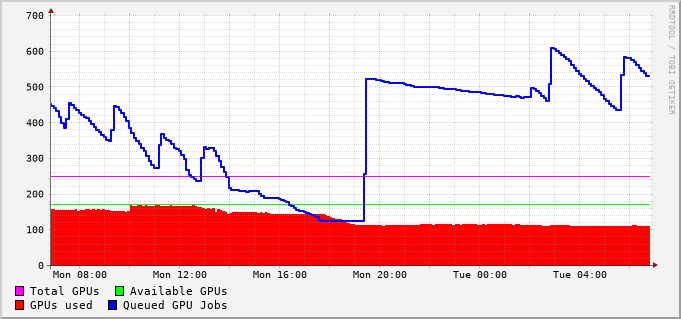 RRDTOOL / TOBI OETIKER
700
600
500
400
300
200
100
0
Mon 08:00 Mon 12:00 Mon 16:00 Mon 20:00 Tue 00:00 Tue 04:00
Total GPUs Available GPUs
GPUs used Queued GPU Jobs